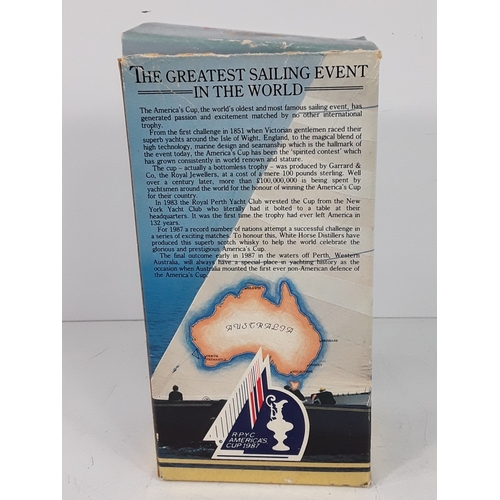 THE GREATEST SAILING EVENT
IN THE WORLD
The America's Cup, the world's oldest and most famous sailing event, has
generated passion and excitement matched by no other international
trophy.
From the first challenge in 1851 when Victorian gentlemen raced their
superb yachts around the Isle of Wight, England, to the magical blend of
high technology, marine design and seamanship which is the hallmark of
the event today, the America's Cup has been the 'spirited contest' which
has grown consistently in world renown and stature.
The cup – actually a bottomless trophy – was produced by Garrard &
Co, the Royal Jewellers, at a cost of a mere 100 pounds sterling. Well
over a century later, more than £100,000,000 is being spent by
yachtsmen around the world for the honour of winning the America's Cup
for their country.
In 1983 the Royal Perth Yacht Club wrested the Cup from the New
York Yacht Club who literally had it bolted to a table at their
headquarters. It was the first time the trophy had ever left America in
132 years.
For 1987 a record number of nations attempt a successful challenge in
a series of exciting matches. To honour this, White Horse Distillers have
produced this superb scotch whisky to help the world celebrate the
glorious and prestigious America's Cup.
The final outcome early in 1987 in the waters off Perth, Western
Australia, will always have a special place in yachting history as the
occasion when Australia mounted the first ever non-American defence of
the America's Cup.
AUSTRALIA
PERTH
FREMANTLE
R·P·Y·C
AMERICA'S
CUP 1987